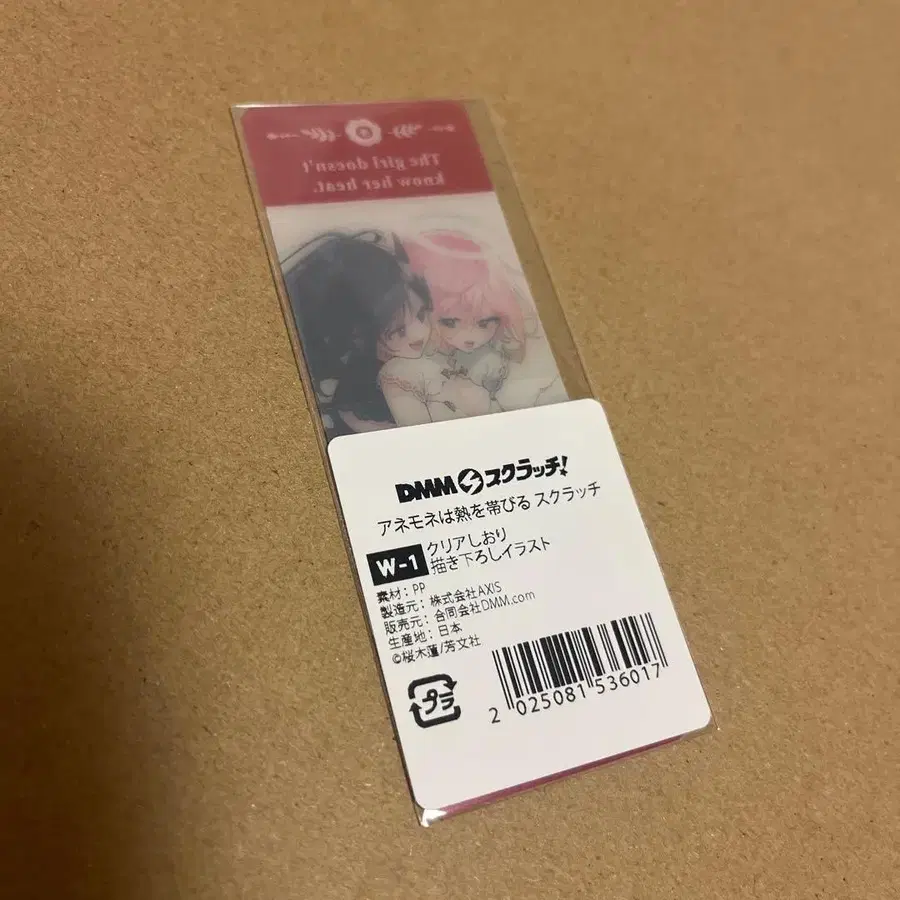 The girl doesn't
know her heat.
DMMスクラッチ!
アネモネは熱を帯びる スクラッチ
W-1
クリアしおり
描き下ろしイラスト
素材：PP
製造元：株式会社AXIS
販売元：合同会社DMM.com
生産地：日本
©桜木蓮/芳文社
プラ
2 025081 536017